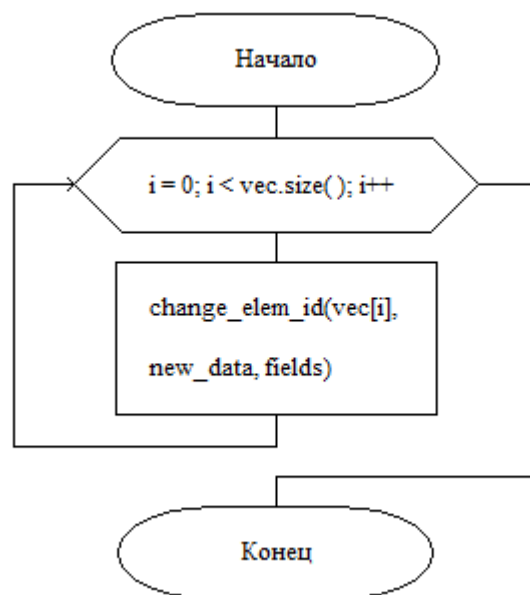 Начало
i = 0; i < vec.size( ); i++
change_elem_id(vec[i],
new_data, fields)
Конец